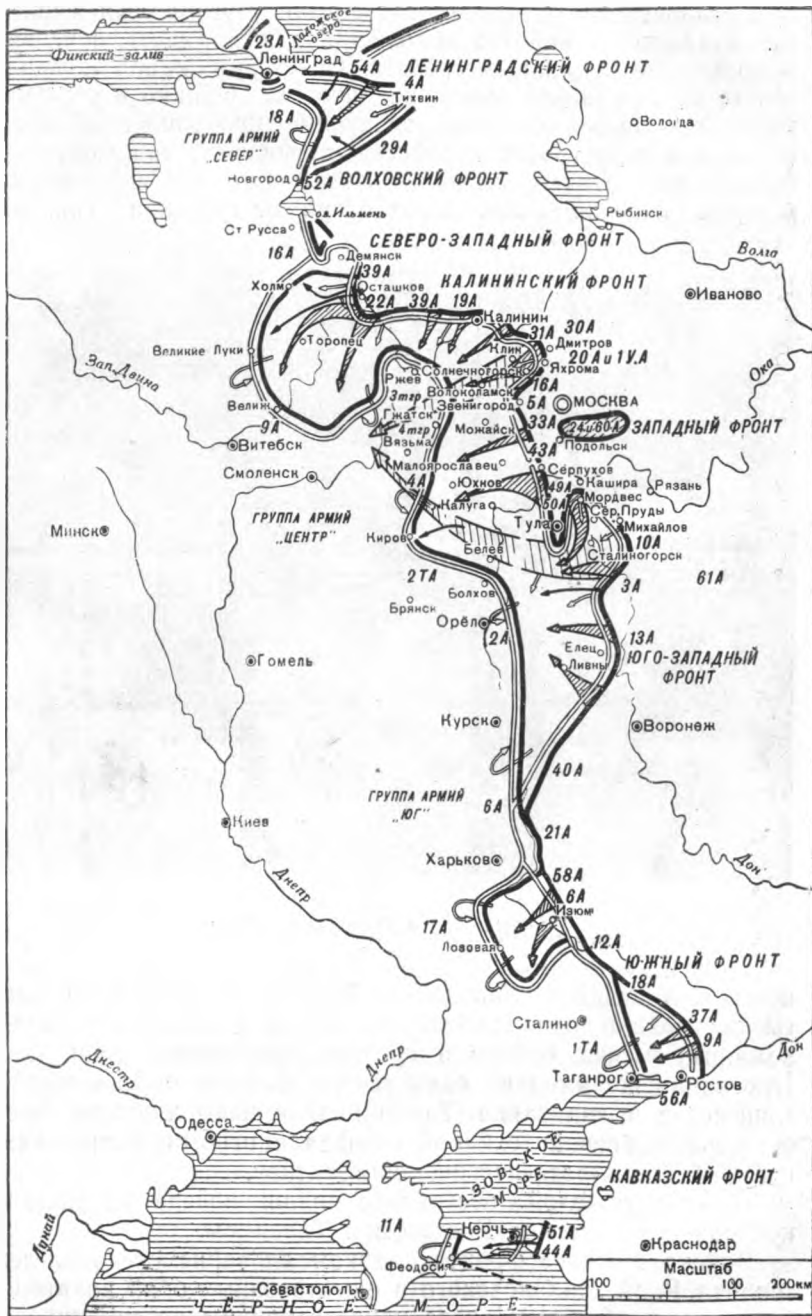 23А
Ладожское
озеро
Финский залив
Ленинград
54А
ЛЕНИНГРАДСКИЙ ФРОНТ
4А
Тихвин
18А
ГРУППА АРМИЙ
„СЕВЕР“
29А
Вологда
Новгород
52А
ВОЛХОВСКИЙ ФРОНТ
оз.Ильмень
Рыбинск
Ст Русса
СЕВЕРО-ЗАПАДНЫЙ ФРОНТ
16А
Демянск
Волга
39А
КАЛИНИНСКИЙ ФРОНТ
Холм
Осташков
22А
39А
19А
Иваново
Калинин
31А
30А
Дмитров
Великие Луки
Торопец
Клин
20А и 1У.А
Яхрома
Ока
Зап. Двина
Ржев
Солнечногорск
16А
Волоколамск
3тгр
Звенигород
5А
МОСКВА
Велиж
Гжатск
33А
24и60А
ЗАПАДНЫЙ ФРОНТ
9А
4тгр
Можайск
Подольск
Витебск
Вязьма
43А
Смоленск
Малоярославец
Серпухов
4А
Юхнов
49А
Кашира
Рязань
50А
Мордвес
Калуга
Сер.Пруды
Минск
ГРУППА АРМИЙ
„ЦЕНТР“
Тула
Михайлов
Киров
10А
Белев
Сталиногорск
2ТА
3А
61А
Болхов
Брянск
Орёл
2А
13А
Гомель
Елец
ЮГО-ЗАПАДНЫЙ
ФРОНТ
Ливны
Курск
Воронеж
40А
ГРУППА АРМИЙ
„ЮГ“
6А
Киев
21А
Днепр
Харьков
58А
Дон
6А
Изюм
17А
12А
Лозовая
ЮЖНЫЙ ФРОНТ
18А
Сталино
37А
9А
Дон
Днестр
Днепр
1ТА
Таганрог
Ростов
56А
Одесса
АЗОВСКОЕ
МОРЕ
КАВКАЗСКИЙ ФРОНТ
Дунай
11А
Керчь
51А
44А
Краснодар
Феодоси
Масштаб
100 0 100 200 км
Севастополь
ЧЁРНОЕ МОРЕ